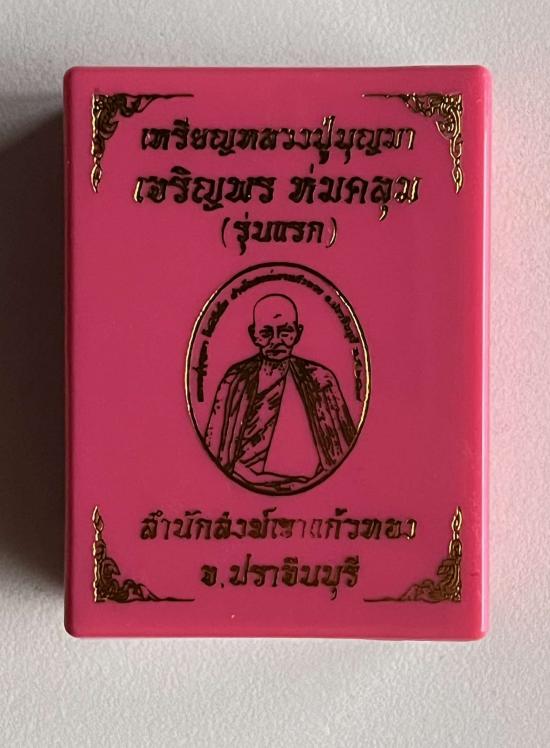 เหรียญหลวงปู่บุญมา
เจริญพร ห่มคลุม
(รุ่นแรก)
สำนักสงฆ์เขาแก้วทอง
จ.ปราจีนบุรี